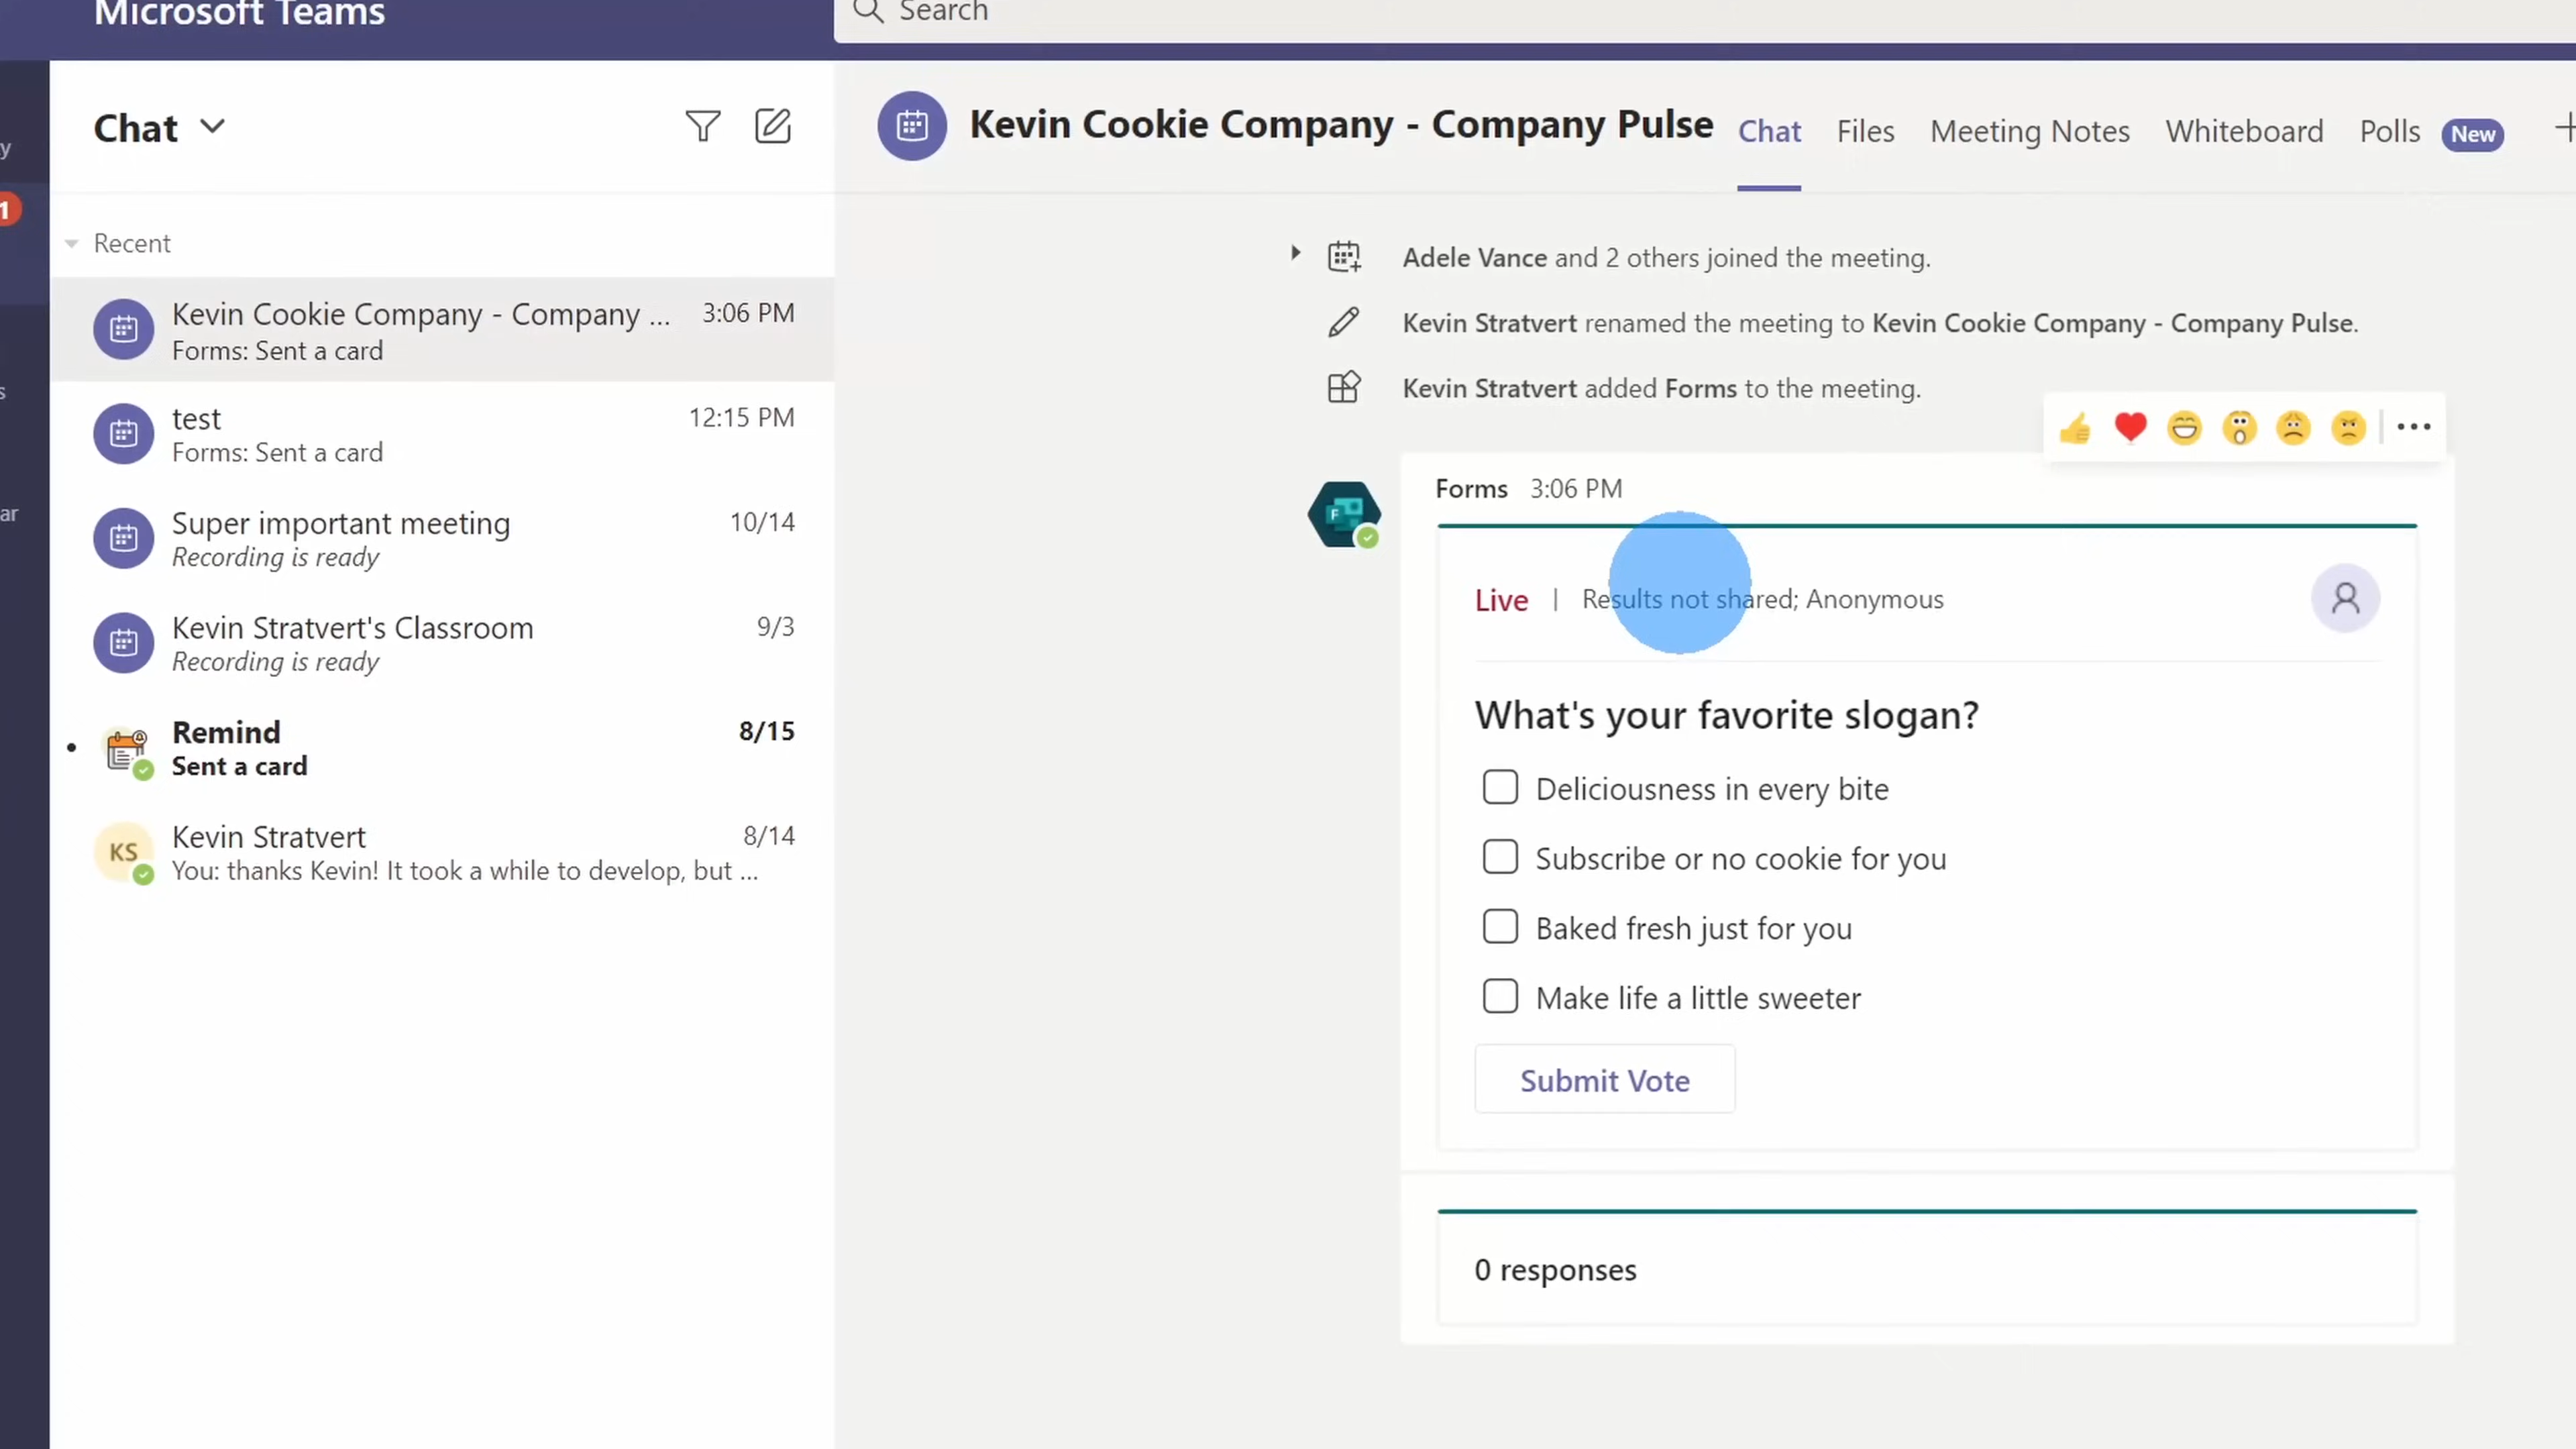 Microsoft Teams
Search
Chat
Recent
Kevin Cookie Company - Company ...
3:06 PM
Forms: Sent a card
test
12:15 PM
Forms: Sent a card
Super important meeting
10/14
Recording is ready
Kevin Stratvert's Classroom
9/3
Recording is ready
Remind
8/15
Sent a card
KS
Kevin Stratvert
8/14
You: thanks Kevin! It took a while to develop, but ...
y
1
s
ar
Kevin Cookie Company - Company Pulse
Chat
Files
Meeting Notes
Whiteboard
Polls
New
Adele Vance and 2 others joined the meeting.
Kevin Stratvert renamed the meeting to Kevin Cookie Company - Company Pulse.
Kevin Stratvert added Forms to the meeting.
F
Forms 3:06 PM
Live | Results not shared; Anonymous
What's your favorite slogan?
Deliciousness in every bite
Subscribe or no cookie for you
Baked fresh just for you
Make life a little sweeter
Submit Vote
0 responses